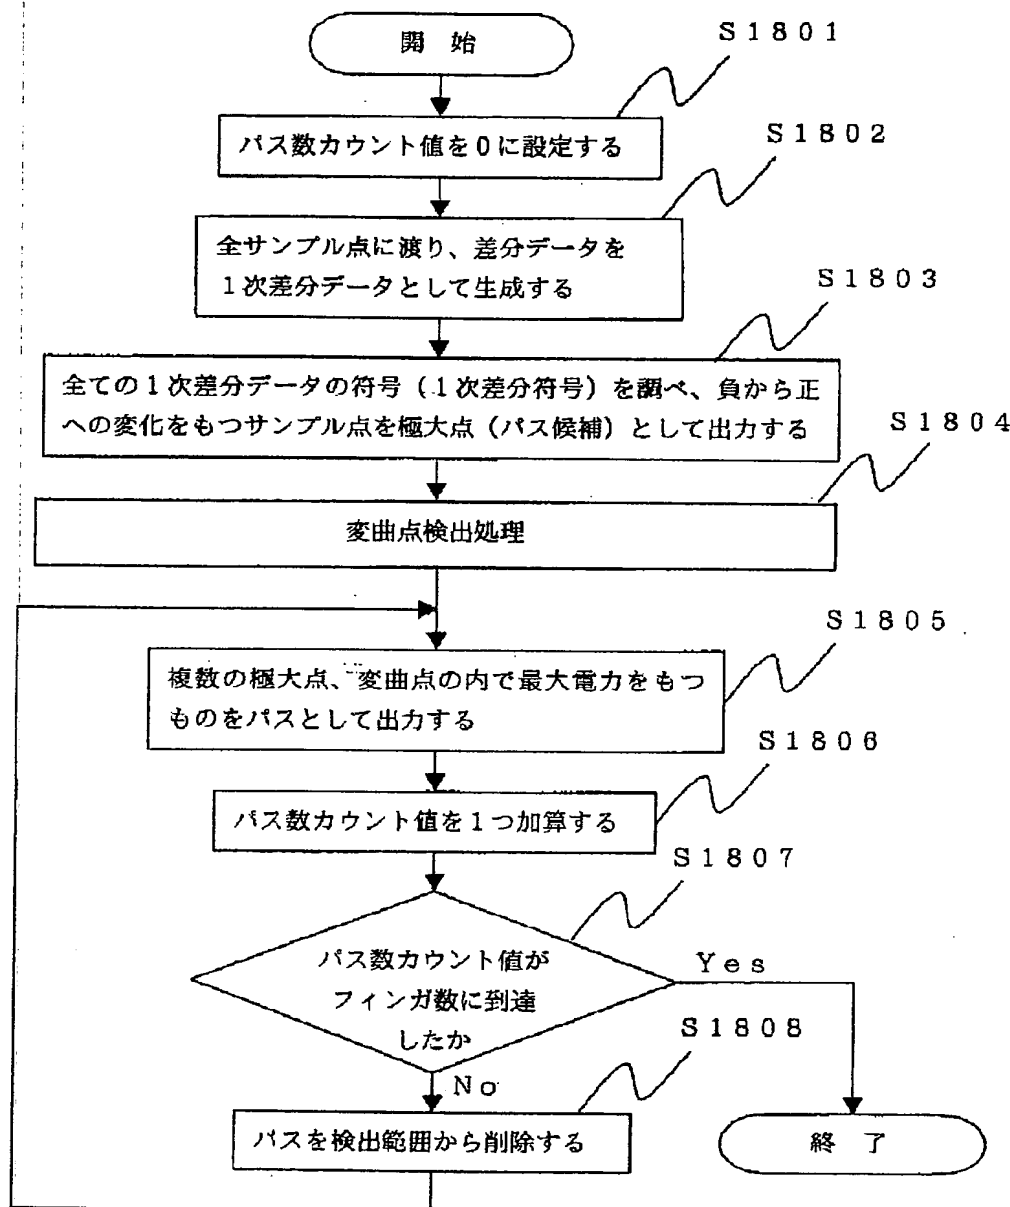 開 始
S1801
パス数カウント値を0に設定する
S1802
全サンプル点に渡り、差分データを
1次差分データとして生成する
S1803
全ての1次差分データの符号（1次差分符号）を調べ、負から正
への変化をもつサンプル点を極大点（パス候補）として出力する
S1804
変曲点検出処理
S1805
複数の極大点、変曲点の内で最大電力をもつ
ものをパスとして出力する
S1806
パス数カウント値を1つ加算する
S1807
パス数カウント値が
フィンガ数に到達
したか
Yes
No
S1808
パスを検出範囲から削除する
終 了